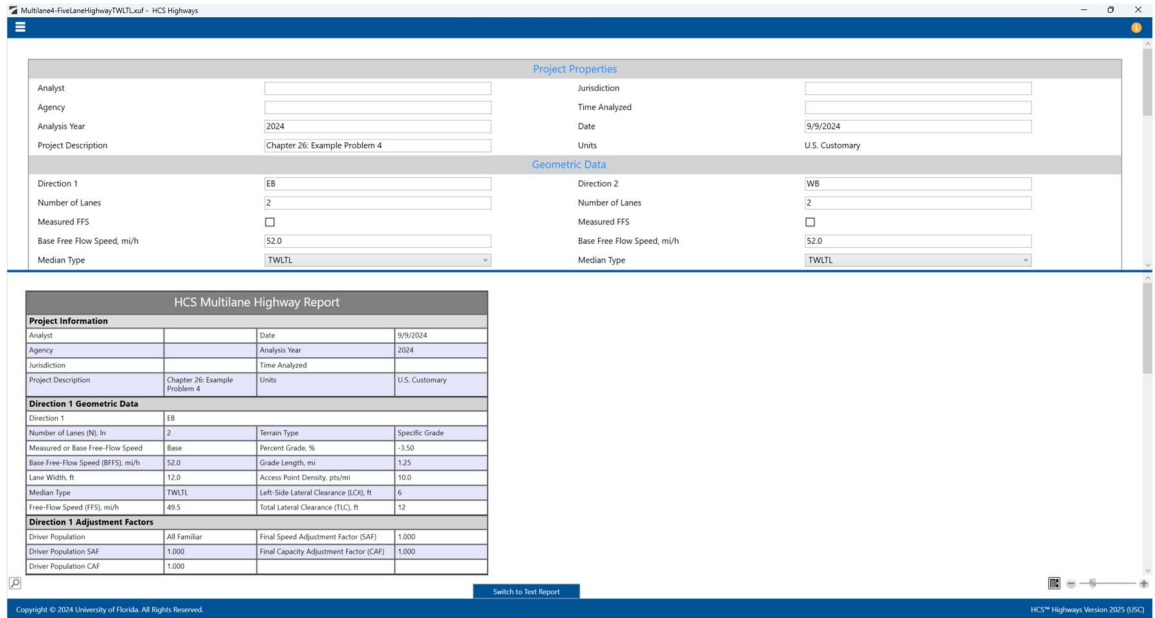 Multilane4-FiveLaneHighwayTWLTL.xuf - HCS Highways
Project Properties
Analyst Jurisdiction
Agency Time Analyzed
Analysis Year 2024 Date 9/9/2024
Project Description Chapter 26: Example Problem 4 Units U.S. Customary
Geometric Data
Direction 1 EB Direction 2 WB
Number of Lanes 2 Number of Lanes 2
Measured FFS Measured FFS
Base Free Flow Speed, mi/h 52.0 Base Free Flow Speed, mi/h 52.0
Median Type TWLTL Median Type TWLTL
HCS Multilane Highway Report
Project Information
Analyst Date 9/9/2024
Agency Analysis Year 2024
Jurisdiction Time Analyzed
Project Description Chapter 26: Example Units U.S. Customary
Problem 4
Direction 1 Geometric Data
Direction 1 EB
Number of Lanes (N), ln 2 Terrain Type Specific Grade
Measured or Base Free-Flow Speed Base Percent Grade, % -3.50
Base Free-Flow Speed (BFFS), mi/h 52.0 Grade Length, mi 1.25
Lane Width, ft 12.0 Access Point Density, pts/mi 10.0
Median Type TWLTL Left-Side Lateral Clearance (LCR), ft 6
Free-Flow Speed (FFS), mi/h 49.5 Total Lateral Clearance (TLC), ft 12
Direction 1 Adjustment Factors
Driver Population All Familiar Final Speed Adjustment Factor (SAF) 1.000
Driver Population SAF 1.000 Final Capacity Adjustment Factor (CAF) 1.000
Driver Population CAF 1.000
Switch to Text Report
Copyright © 2024 University of Florida. All Rights Reserved. HCS™ Highways Version 2025 (USC)